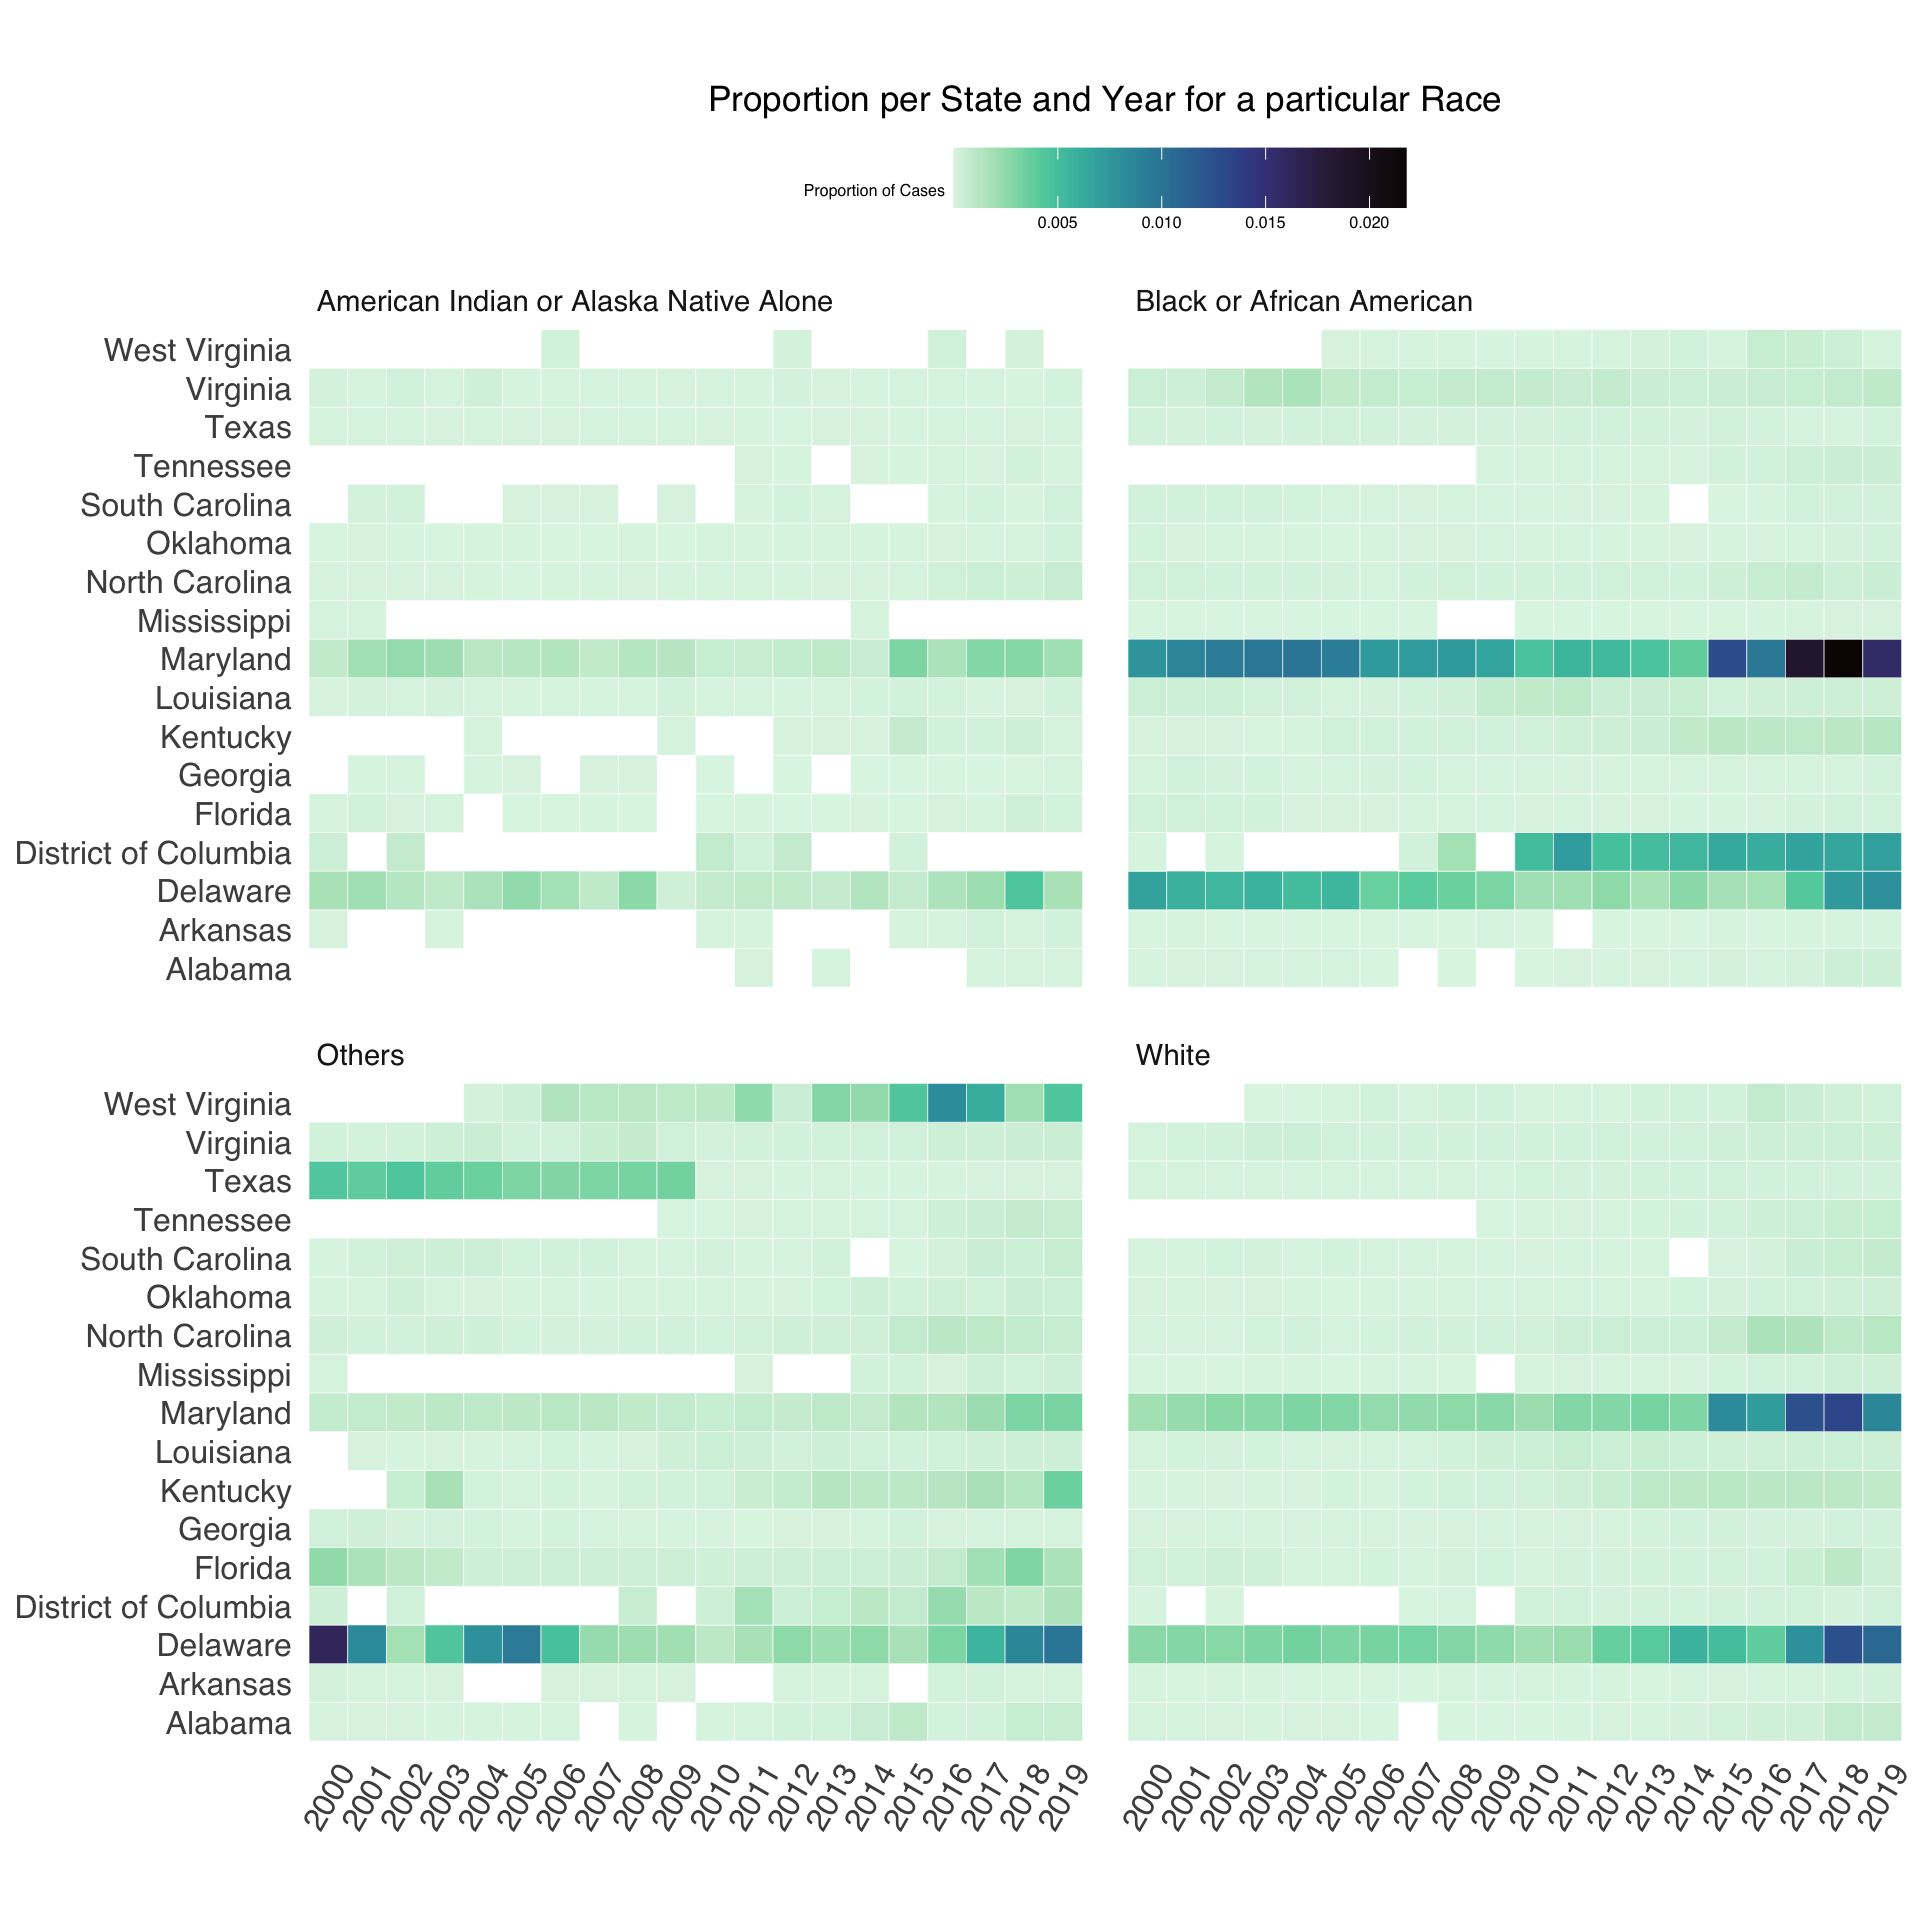 Proportion per State and Year for a particular Race
Proportion of Cases
0.005 0.010 0.015 0.020
American Indian or Alaska Native Alone
Black or African American
West Virginia
Virginia
Texas
Tennessee
South Carolina
Oklahoma
North Carolina
Mississippi
Maryland
Louisiana
Kentucky
Georgia
Florida
District of Columbia
Delaware
Arkansas
Alabama
Others
White
West Virginia
Virginia
Texas
Tennessee
South Carolina
Oklahoma
North Carolina
Mississippi
Maryland
Louisiana
Kentucky
Georgia
Florida
District of Columbia
Delaware
Arkansas
Alabama
2000 2001 2002 2003 2004 2005 2006 2007 2008 2009 2010 2011 2012 2013 2014 2015 2016 2017 2018 2019
2000 2001 2002 2003 2004 2005 2006 2007 2008 2009 2010 2011 2012 2013 2014 2015 2016 2017 2018 2019